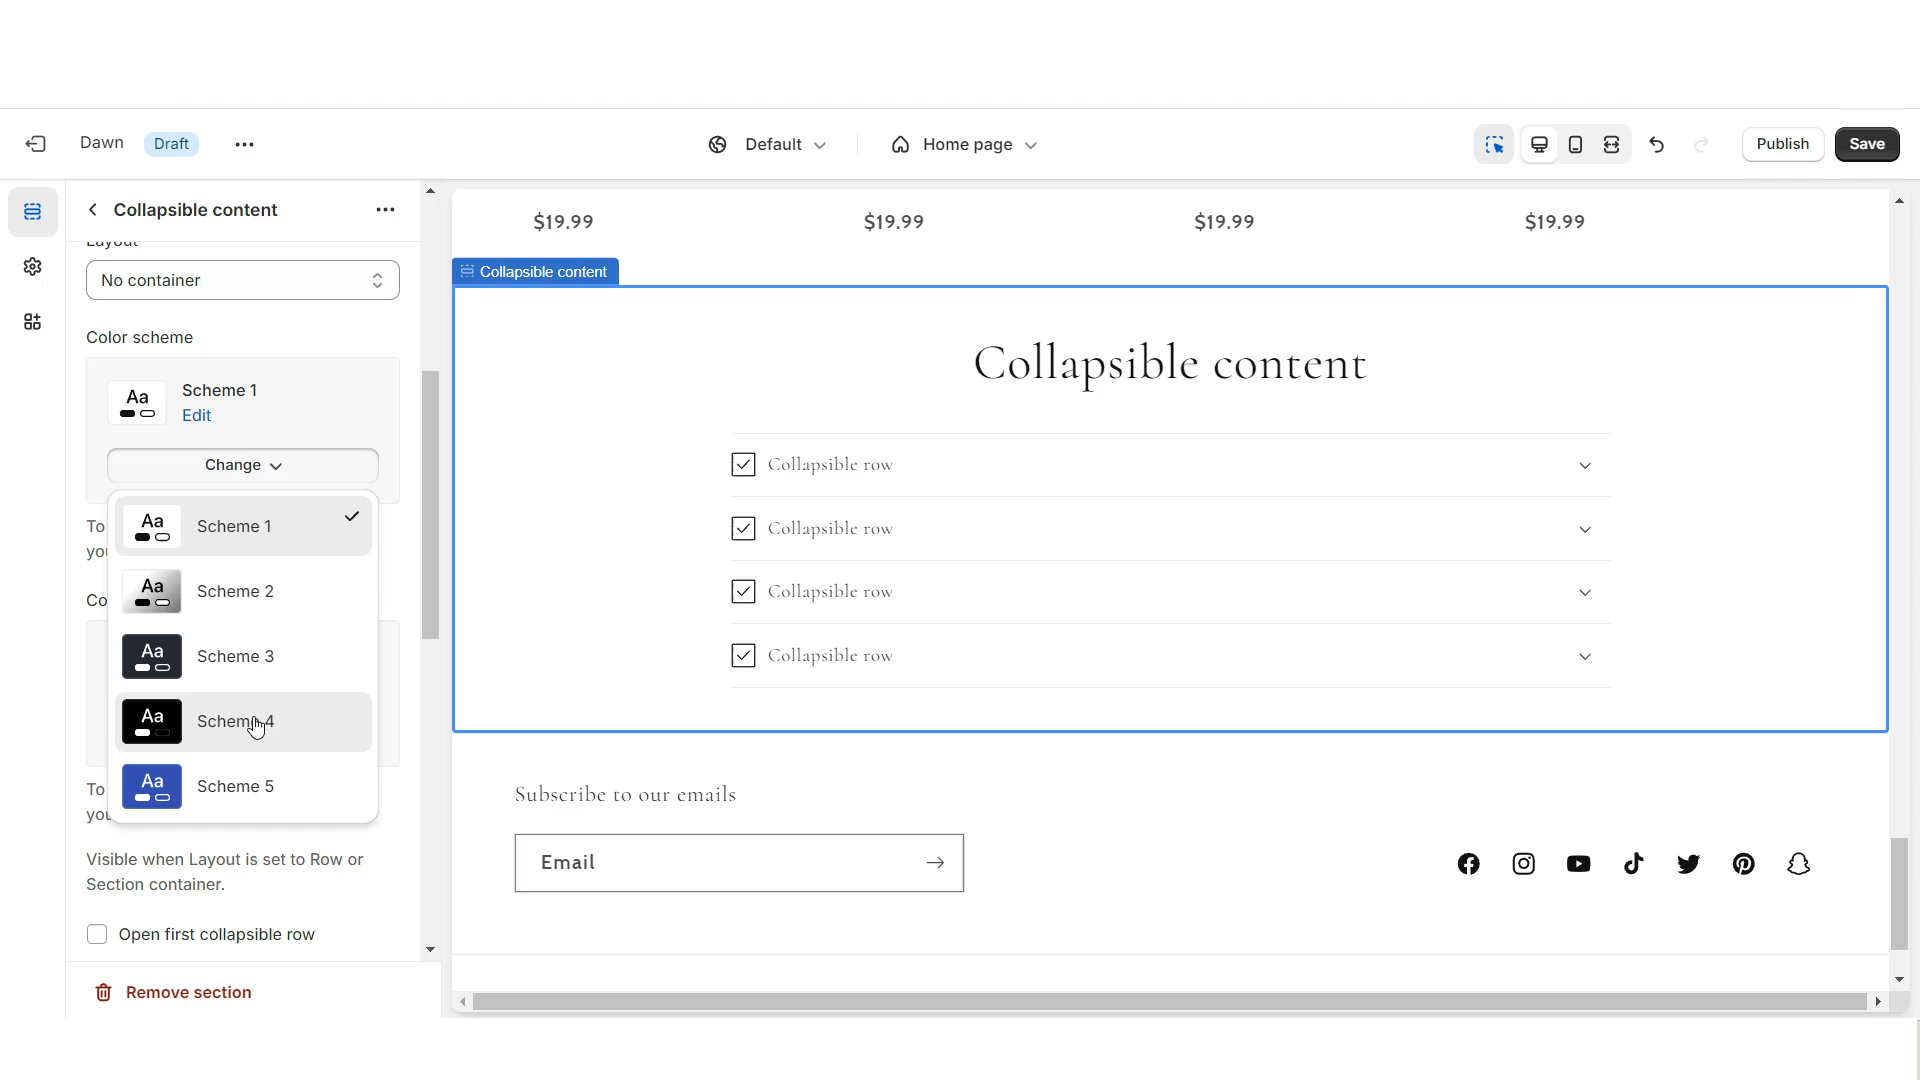 Dawn Draft
Default
Home page
Publish
Save
Collapsible content
Layout
No container
Color scheme
Aa
Scheme 1
Edit
Change
Aa Scheme 1
Aa Scheme 2
Aa Scheme 3
Aa Scheme 4
Aa Scheme 5
To
Co
To
Visible when Layout is set to Row or
Section container.
Open first collapsible row
Remove section
$19.99 $19.99 $19.99 $19.99
Collapsible content
Collapsible content
Collapsible row
Collapsible row
Collapsible row
Collapsible row
Subscribe to our emails
Email